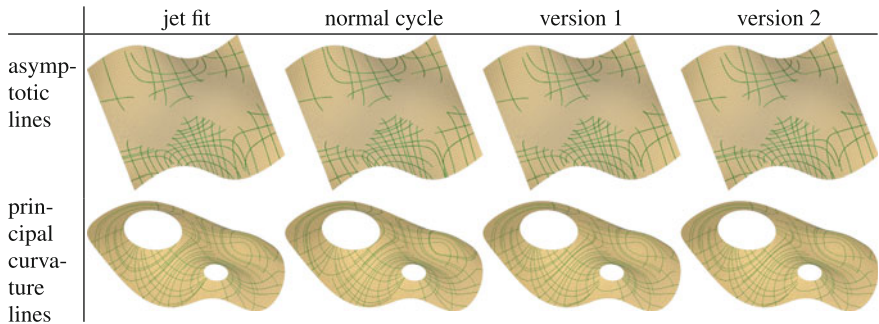 jet fit normal cycle version 1 version 2
asymp-
totic
lines
prin-
cipal
curva-
ture
lines